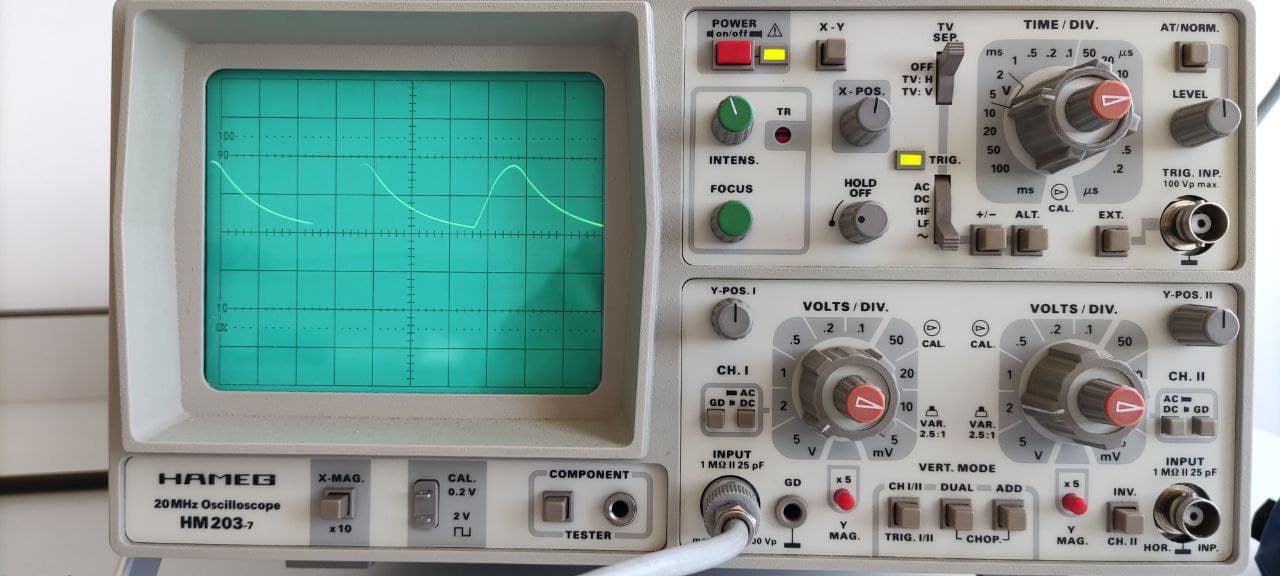 POWER
on/off
X-Y
TV
SEP.
TIME / DIV.
AT/NORM.
OFF
TV: H
TV: V
ms
1
.5
.2
.1
50
20
µs
10
2
5
10
20
50
100
ms
µs
.5
.2
CAL.
X-POS.
TR
LEVEL
INTENS.
TRIG.
FOCUS
HOLD
OFF
AC
DC
HF
LF
~
+/−
ALT.
EXT.
TRIG. INP.
100 Vp max.
100
90
10
0%
Y-POS. I
VOLTS / DIV.
VOLTS / DIV.
Y-POS. II
.5
.2
.1
50
20
10
mV
V
5
2
1
CAL.
CAL.
.5
.2
.1
50
mV
V
5
2
1
CH. I
GD
AC
DC
VAR.
2.5:1
VAR.
2.5:1
CH. II
AC
DC
GD
INPUT
1 MΩ II 25 pF
GD
x 5
Y
MAG.
VERT. MODE
CH I/II
DUAL
ADD
TRIG. I/II
CHOP.
x 5
Y
MAG.
INV.
CH. II
INPUT
1 MΩ II 25 pF
HOR.
INP.
HAMEG
20 MHz Oscilloscope
HM 203-7
X-MAG.
x10
CAL.
0.2 V
2 V
COMPONENT
TESTER